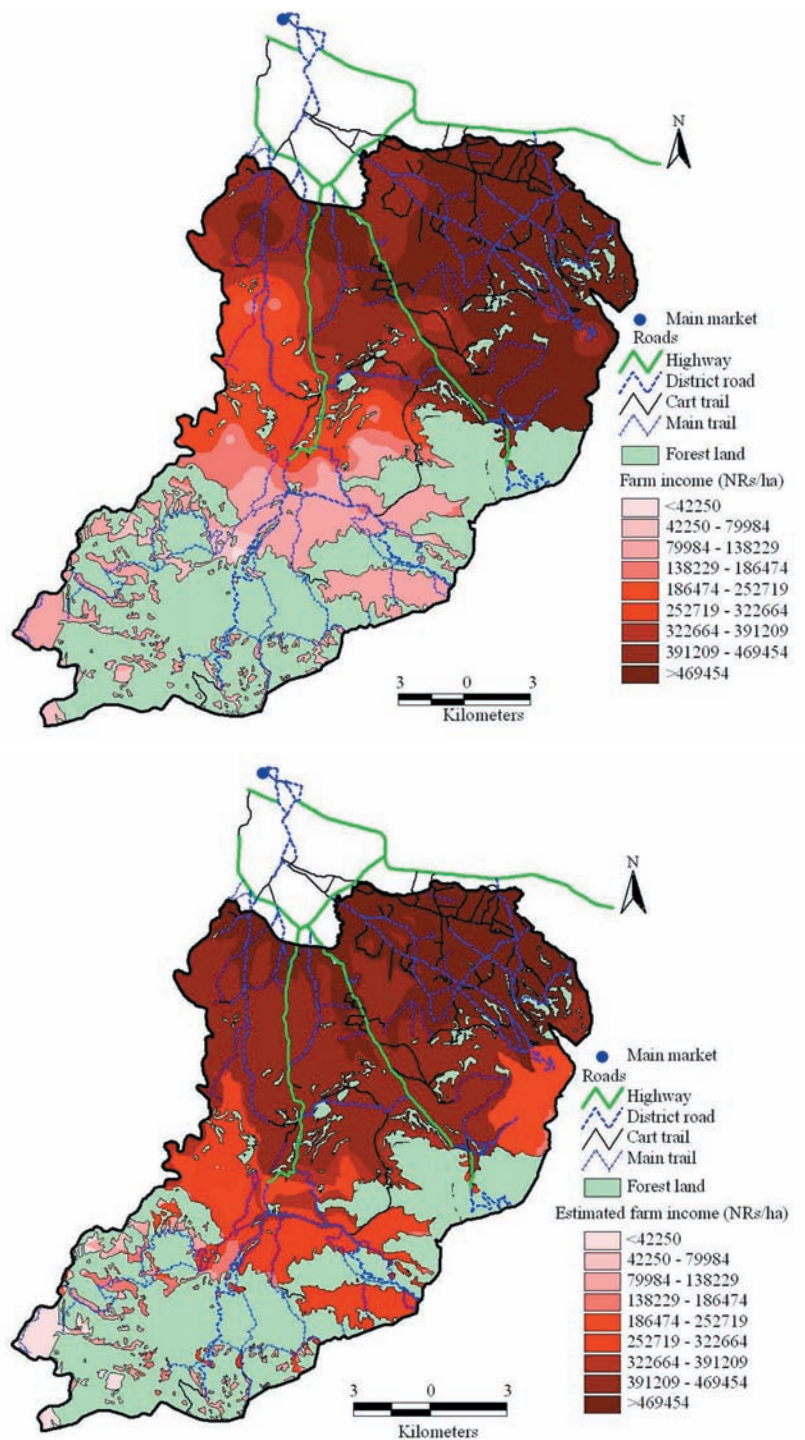 N
Main market
Roads
Highway
District road
Cart trail
Main trail
Forest land
Farm income (NRs/ha)
<42250
42250 - 79984
79984 - 138229
138229 - 186474
186474 - 252719
252719 - 322664
322664 - 391209
391209 - 469454
>469454
3 0 3
Kilometers
N
Main market
Roads
Highway
District road
Cart trail
Main trail
Forest land
Estimated farm income (NRs/ha)
<42250
42250 - 79984
79984 - 138229
138229 - 186474
186474 - 252719
252719 - 322664
322664 - 391209
391209 - 469454
>469454
3 0 3
Kilometers